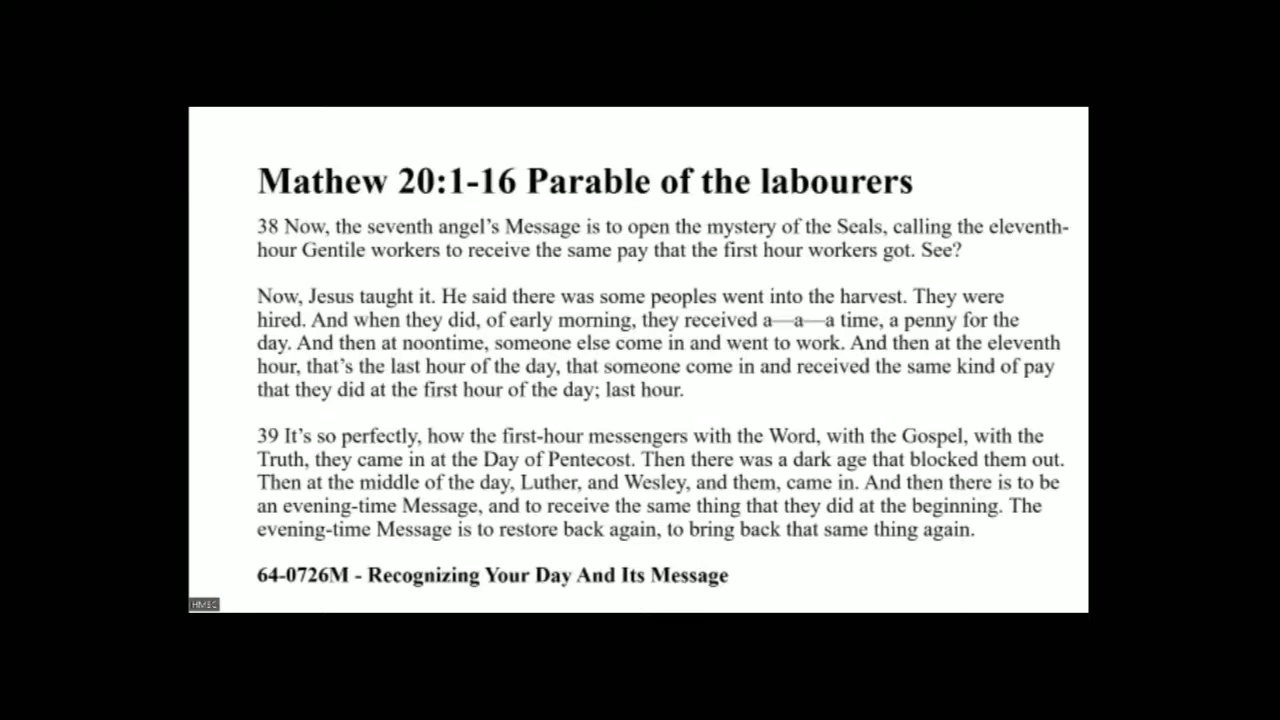 Mathew 20:1-16 Parable of the labourers
38 Now, the seventh angel’s Message is to open the mystery of the Seals, calling the eleventh-
hour Gentile workers to receive the same pay that the first hour workers got. See?
Now, Jesus taught it. He said there was some peoples went into the harvest. They were
hired. And when they did, of early morning, they received a—a—a time, a penny for the
day. And then at noontime, someone else come in and went to work. And then at the eleventh
hour, that’s the last hour of the day, that someone come in and received the same kind of pay
that they did at the first hour of the day; last hour.
39 It’s so perfectly, how the first-hour messengers with the Word, with the Gospel, with the
Truth, they came in at the Day of Pentecost. Then there was a dark age that blocked them out.
Then at the middle of the day, Luther, and Wesley, and them, came in. And then there is to be
an evening-time Message, and to receive the same thing that they did at the beginning. The
evening-time Message is to restore back again, to bring back that same thing again.
64-0726M - Recognizing Your Day And Its Message